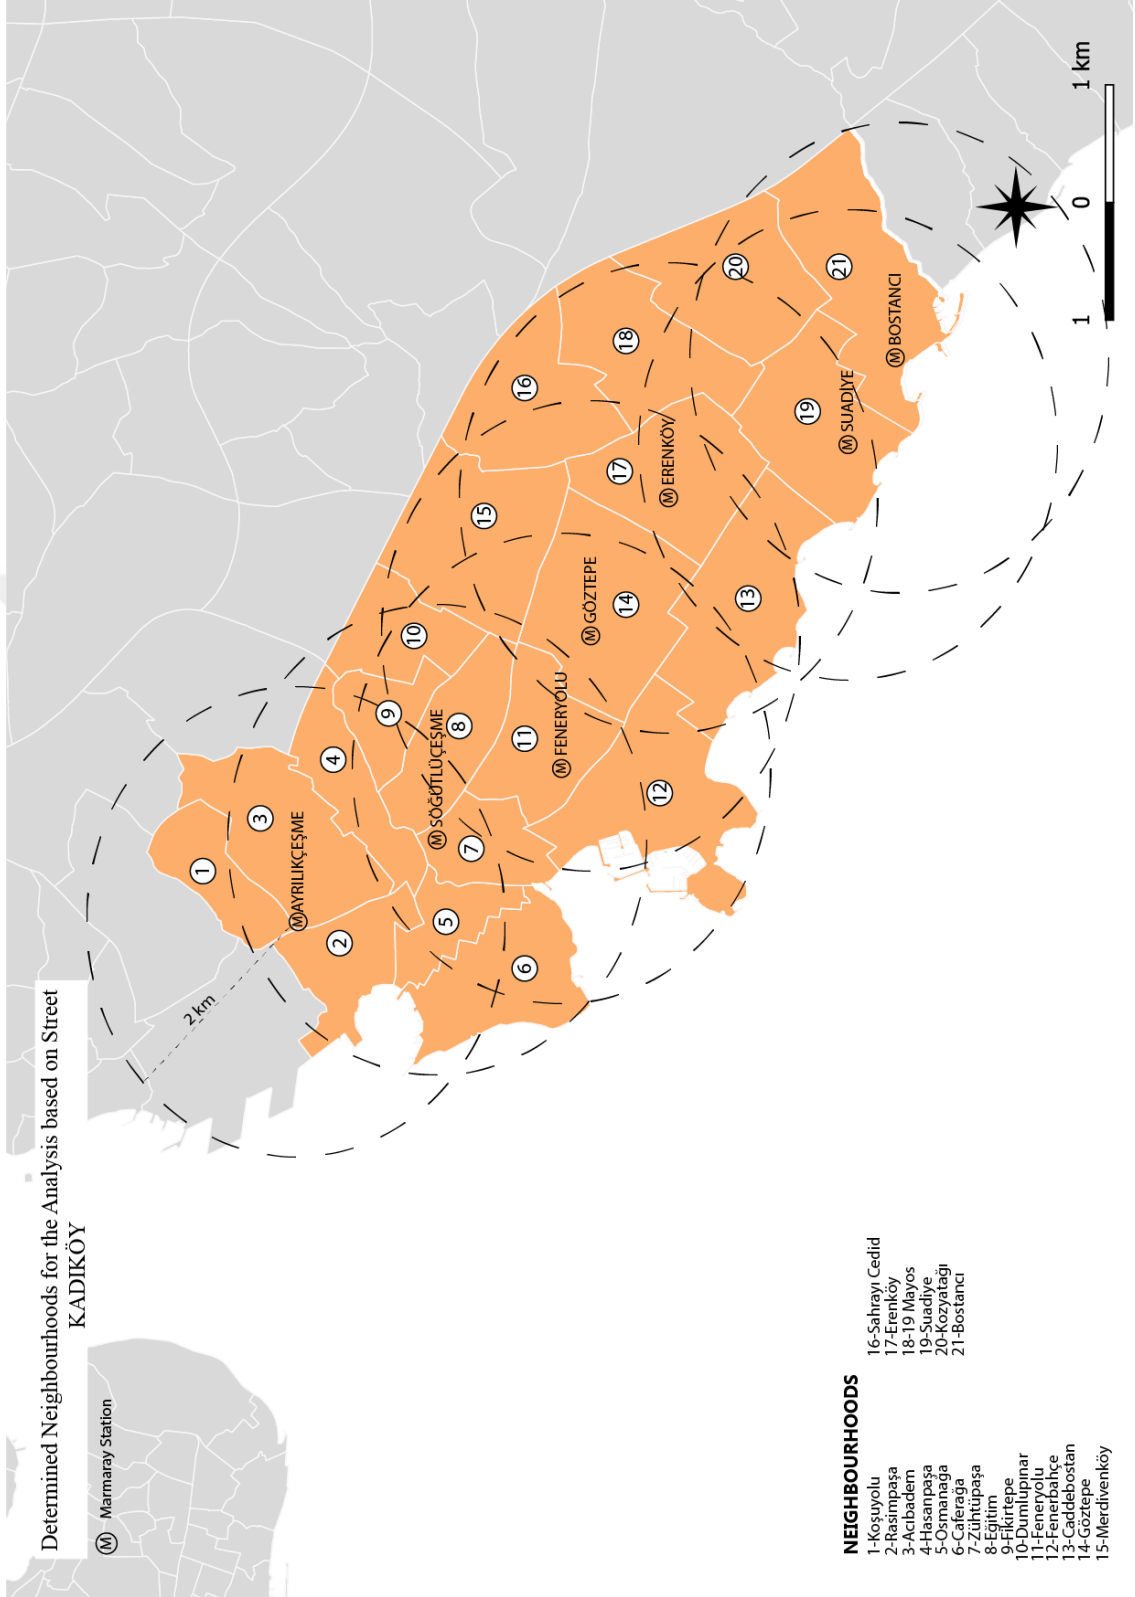 Determined Neighbourhoods for the Analysis based on Street
KADIKÖY
M Marmaray Station
2 km
1
2
3
4
5
6
7
8
9
10
11
12
13
14
15
16
17
18
19
20
21
M AYRILIKÇEŞME
M SÖĞÜTLÜÇEŞME
M FENERYOLU
M GÖZTEPE
M ERENKÖY
M SUADİYE
M BOSTANCI
NEIGHBOURHOODS
1-Koşuyolu
2-Rasimpaşa
3-Acıbadem
4-Hasanpaşa
5-Osmanağa
6-Caferağa
7-Zühtüpaşa
8-Eğitim
9-Fikirtepe
10-Dumlupınar
11-Feneryolu
12-Fenerbahçe
13-Caddebostan
14-Göztepe
15-Merdivenköy
16-Sahrayı Cedid
17-Erenköy
18-19 Mayos
19-Suadiye
20-Kozyatağı
21-Bostancı
1 0 1 km